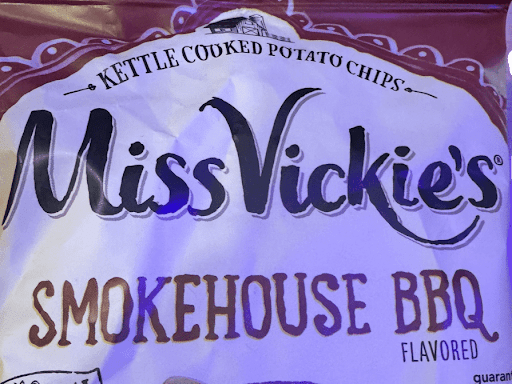 KETTLE COOKED POTATO CHIPS
Miss Vickie's®
SMOKEHOUSE BBQ
FLAVORED